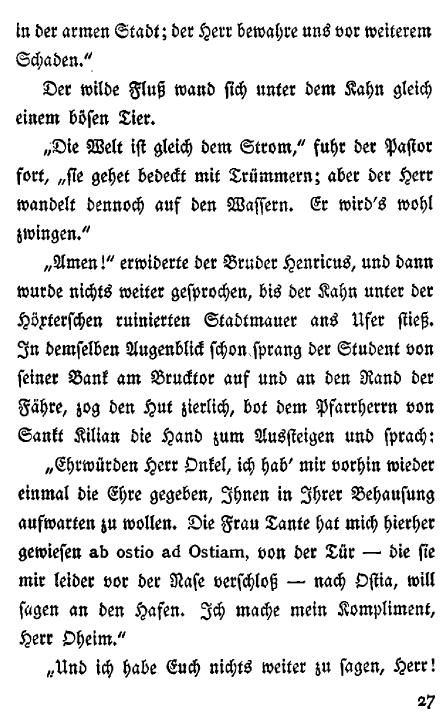 in der armen Stadt; der Herr bewahre uns vor weiterem
Schaden.“
Der wilde Fluß wand sich unter dem Kahn gleich
einem bösen Tier.
„Die Welt ist gleich dem Strom,“ fuhr der Pastor
fort, „sie gehet bedeckt mit Trümmern; aber der Herr
wandelt dennoch auf den Wassern. Er wird's wohl
zwingen.“
„Amen!“ erwiderte der Bruder Henricus, und dann
wurde nichts weiter gesprochen, bis der Kahn unter der
Höxterschen ruinierten Stadtmauer ans Ufer stieß.
In demselben Augenblick schon sprang der Student von
seiner Bank am Brucktor auf und an den Rand der
Fähre, zog den Hut zierlich, bot dem Pfarrherrn von
Sankt Kilian die Hand zum Aussteigen und sprach:
„Ehrwürden Herr Onkel, ich hab' mir vorhin wieder
einmal die Ehre gegeben, Ihnen in Ihrer Behausung
aufwarten zu wollen. Die Frau Tante hat mich hierher
gewiesen ab ostio ad Ostiam, von der Tür — die sie
mir leider vor der Nase verschloß — nach Ostia, will
sagen an den Hafen. Ich mache mein Kompliment,
Herr Oheim.“
„Und ich habe Euch nichts weiter zu sagen, Herr!
27